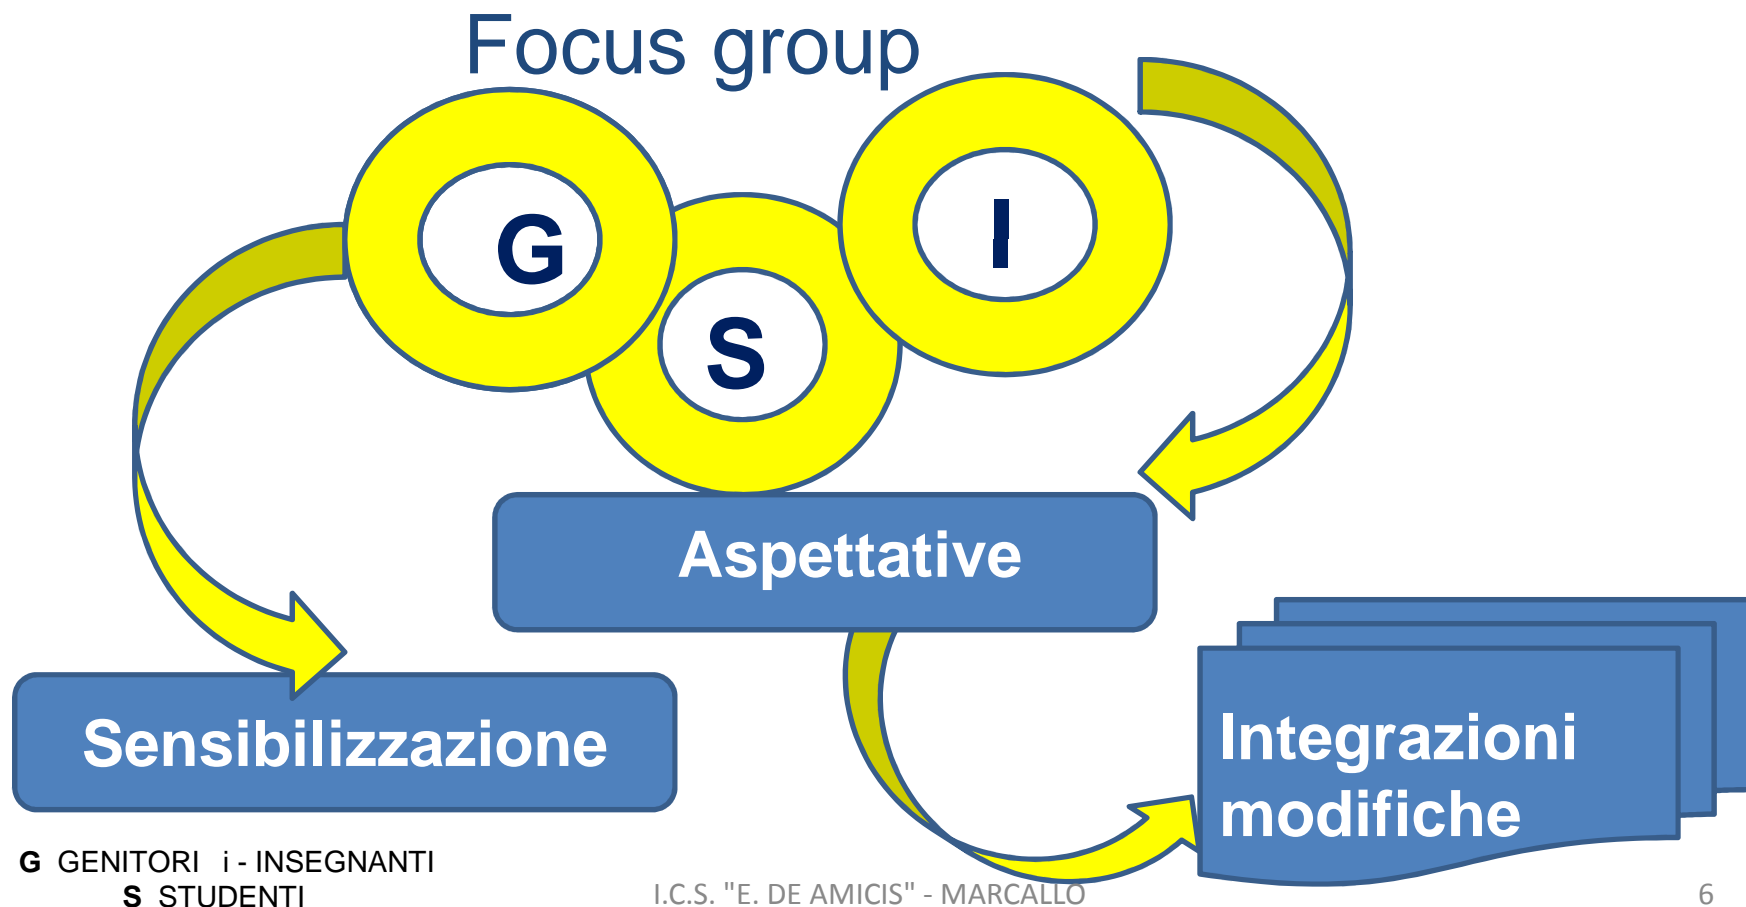 Focus group
G
I
S
Aspettative
Sensibilizzazione
Integrazioni
modifiche
G GENITORI i - INSEGNANTI
S STUDENTI
I.C.S. "E. DE AMICIS" - MARCALLO
6